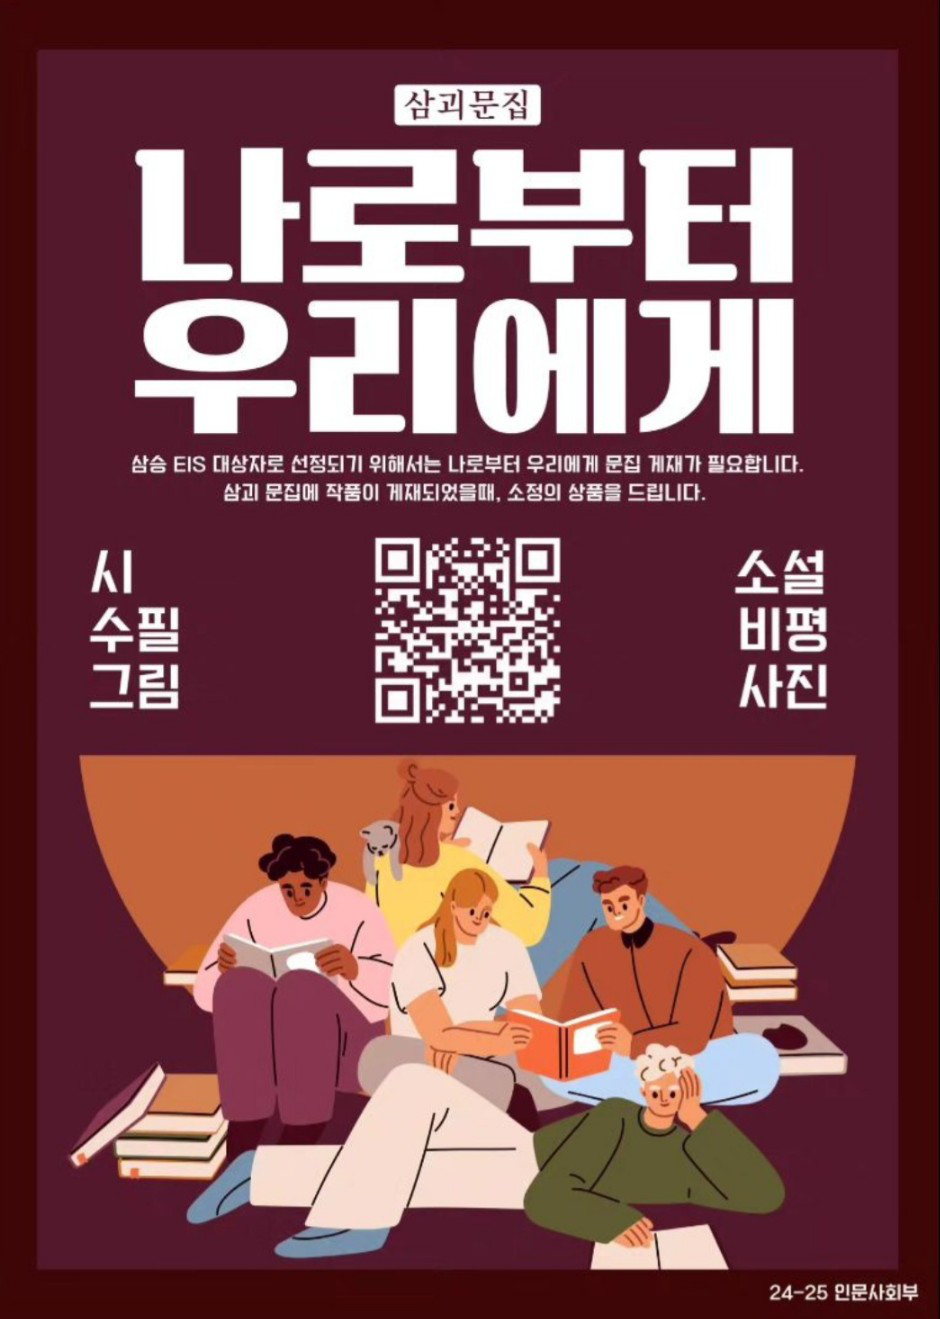 삼괴문집
나로부터
우리에게
삼승 EIS 대상자로 선정되기 위해서는 나로부터 우리에게 문집 게재가 필요합니다.
삼괴 문집에 작품이 게재되었을때, 소정의 상품을 드립니다.
시
수필
그림
소설
비평
사진
24-25 인문사회부